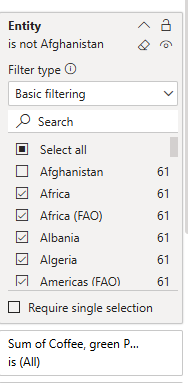 Entity
is not Afghanistan
Filter type
Basic filtering
Search
Select all
Afghanistan 61
Africa 61
Africa (FAO) 61
Albania 61
Algeria 61
Americas (FAO) 61
Require single selection
Sum of Coffee, green P...
is (All)